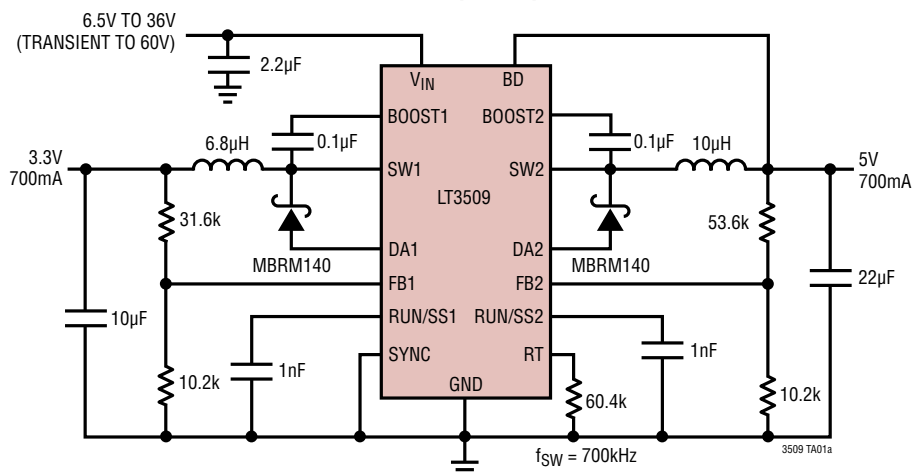 6.5V TO 36V
(TRANSIENT TO 60V)
2.2µF
VIN
BD
BOOST1
BOOST2
6.8µH
0.1µF
0.1µF
10µH
3.3V
700mA
SW1
SW2
5V
700mA
LT3509
31.6k
53.6k
DA1
DA2
MBRM140
MBRM140
FB1
FB2
22µF
10µF
RUN/SS1
RUN/SS2
1nF
1nF
SYNC
RT
10.2k
GND
60.4k
10.2k
fSW = 700kHz
3509 TA01a